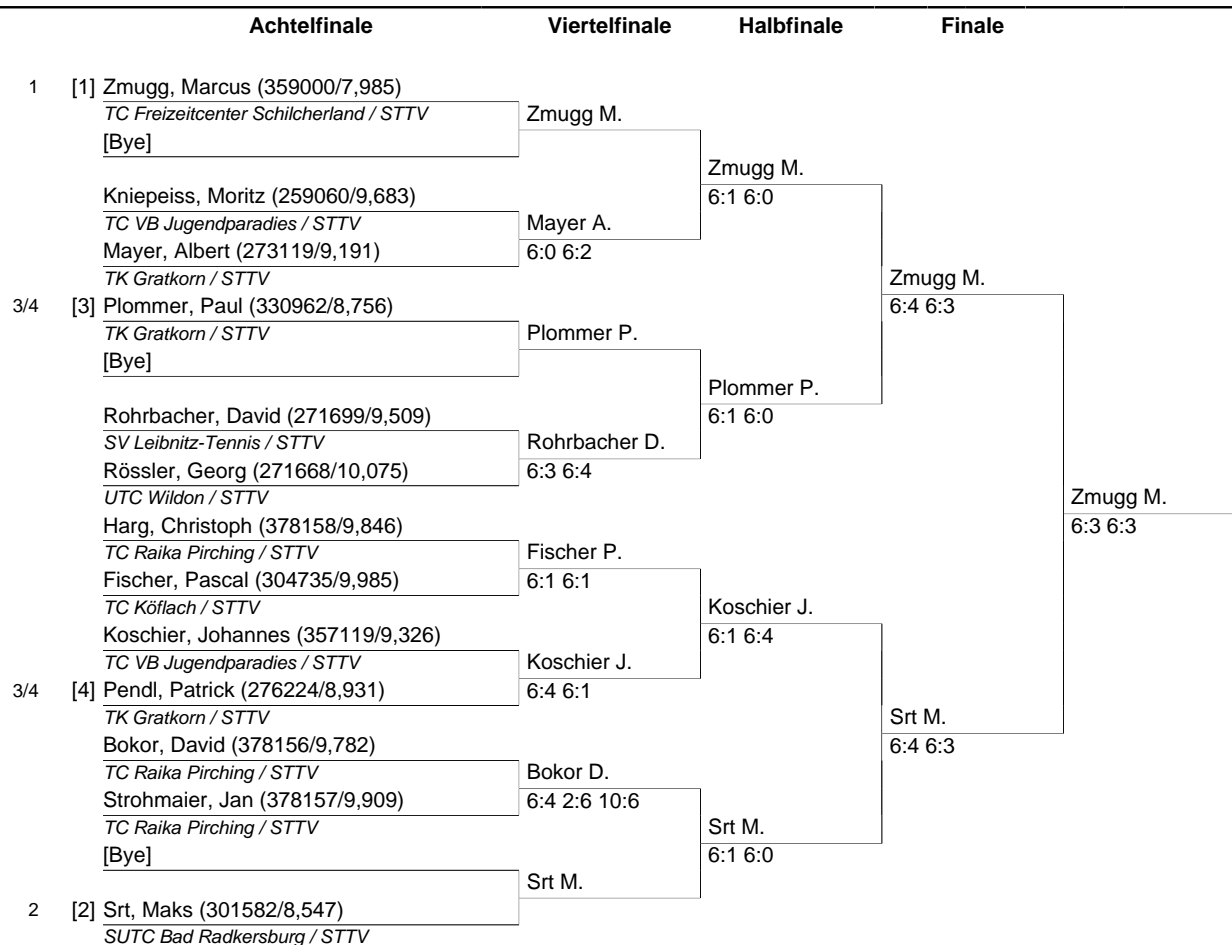 Achtelfinale Viertelfinale Halbfinale Finale
1 [1] Zmugg, Marcus (359000/7,985)
TC Freizeitcenter Schilcherland / STTV Zmugg M.
[Bye]
Zmugg M.
Kniepeiss, Moritz (259060/9,683) 6:1 6:0
TC VB Jugendparadies / STTV Mayer A.
Mayer, Albert (273119/9,191) 6:0 6:2
TK Gratkorn / STTV Zmugg M.
3/4 [3] Plommer, Paul (330962/8,756) 6:4 6:3
TK Gratkorn / STTV Plommer P.
[Bye]
Plommer P.
Rohrbacher, David (271699/9,509) 6:1 6:0
SV Leibnitz-Tennis / STTV Rohrbacher D.
Rössler, Georg (271668/10,075) 6:3 6:4
UTC Wildon / STTV Zmugg M.
Harg, Christoph (378158/9,846) 6:3 6:3
TC Raika Pirching / STTV Fischer P.
Fischer, Pascal (304735/9,985) 6:1 6:1
TC Köflach / STTV Koschier J.
Koschier, Johannes (357119/9,326) 6:1 6:4
TC VB Jugendparadies / STTV Koschier J.
3/4 [4] Pendl, Patrick (276224/8,931) 6:4 6:1
TK Gratkorn / STTV Srt M.
Bokor, David (378156/9,782) 6:4 6:3
TC Raika Pirching / STTV Bokor D.
Strohmaier, Jan (378157/9,909) 6:4 2:6 10:6
TC Raika Pirching / STTV Srt M.
[Bye] 6:1 6:0
Srt M.
2 [2] Srt, Maks (301582/8,547)
SUTC Bad Radkersburg / STTV